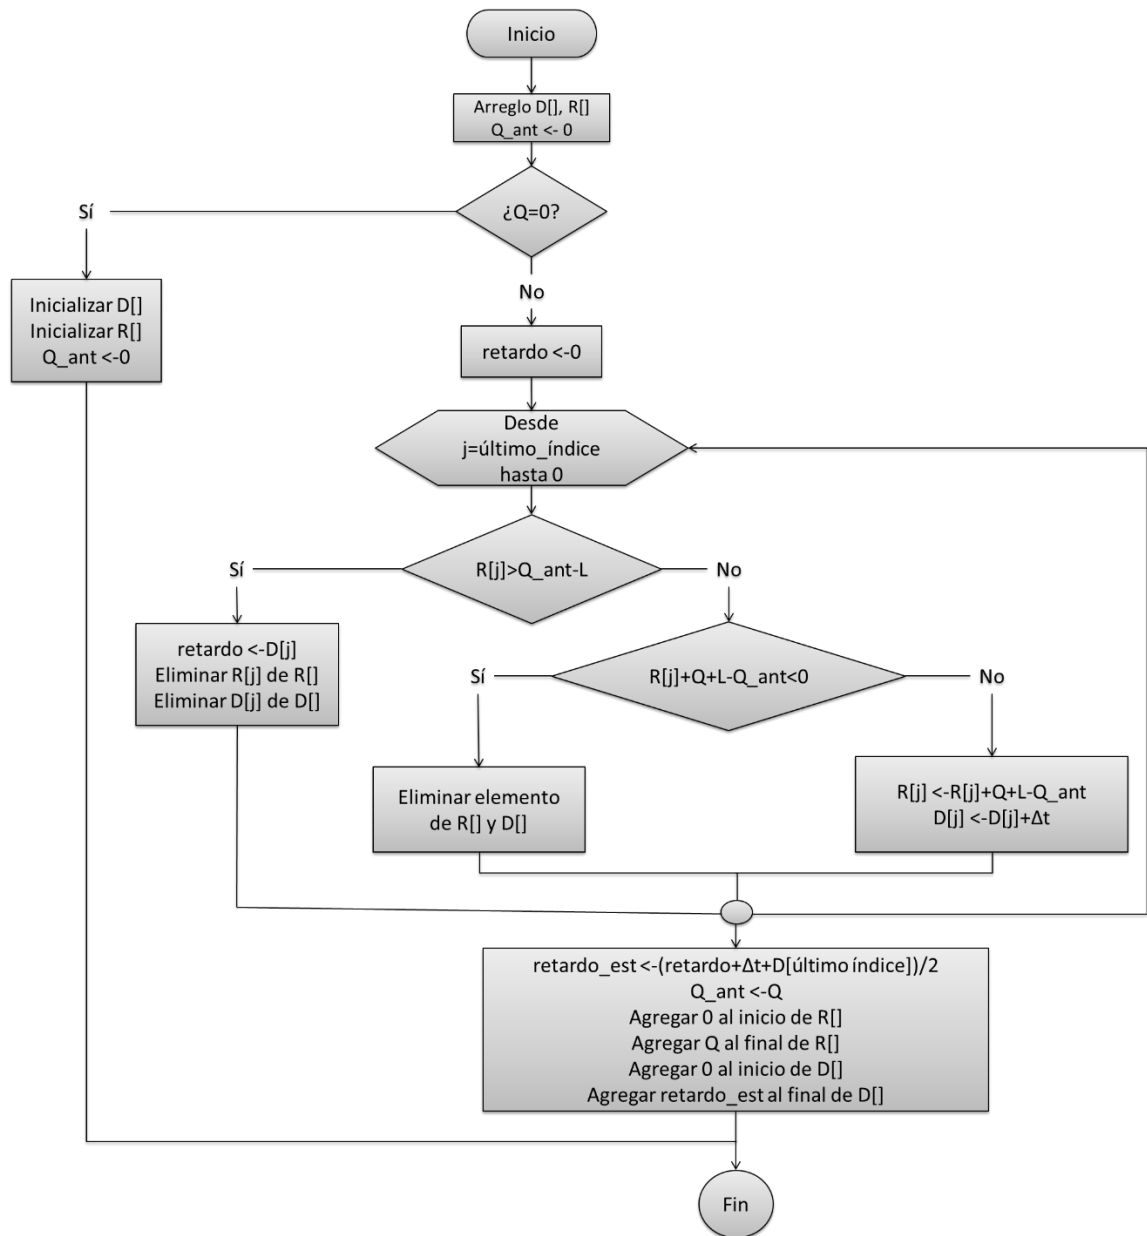 Inicio
Arreglo D[], R[]
Q_ant <- 0
¿Q=0?
Sí
No
Inicializar D[]
Inicializar R[]
Q_ant <-0
retardo <-0
Desde
j=último_índice
hasta 0
R[j]>Q_ant-L
Sí
No
retardo <-D[j]
Eliminar R[j] de R[]
Eliminar D[j] de D[]
R[j]+Q+L-Q_ant<0
Sí
No
Eliminar elemento
de R[] y D[]
R[j] <-R[j]+Q+L-Q_ant
D[j] <-D[j]+Δt
retardo_est <-(retardo+Δt+D[último índice])/2
Q_ant <-Q
Agregar 0 al inicio de R[]
Agregar Q al final de R[]
Agregar 0 al inicio de D[]
Agregar retardo_est al final de D[]
Fin